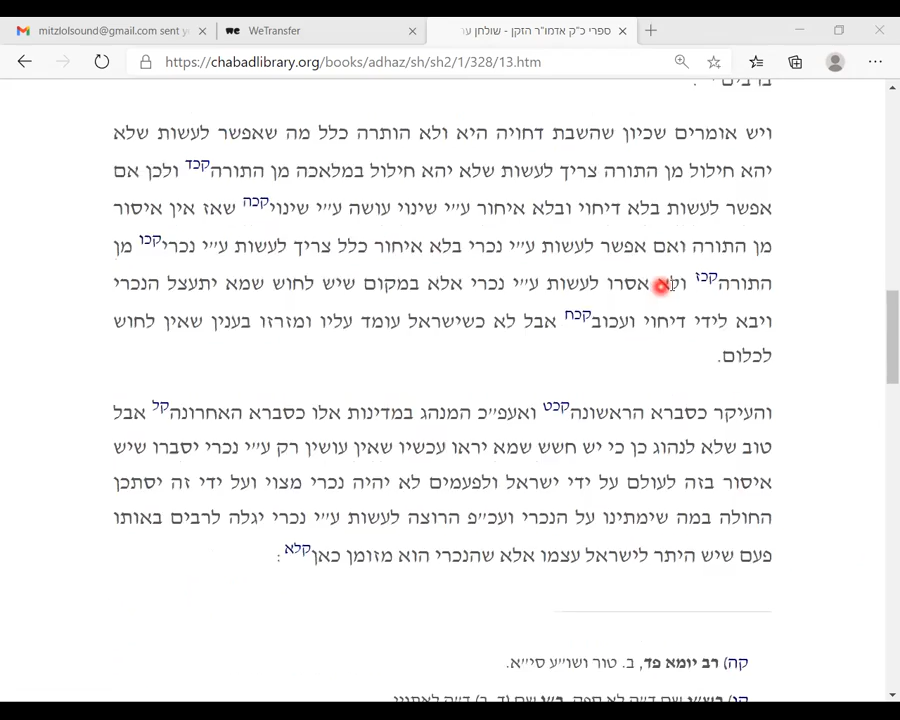 mitzlolsound@gmail.com sent y
WeTransfer
ספרי כ"ק אדמו"ר הזקן - שולחן ער
https://chabadlibrary.org/books/adhaz/sh/sh2/1/328/13.htm
ויש אומרים שכיון שהשבת דחויה היא ולא הותרה כלל מה שאפשר לעשות שלא
יהא חילול מן התורה צריך לעשות שלא יהא חילול במלאכה מן התורהקכד ולכן אם
אפשר לעשות בלא דיחוי ובלא איחור ע״י שינוי עושה ע״י שינויקכה שאז אין איסור
מן התורה ואם אפשר לעשות ע״י נכרי בלא איחור כלל צריך לעשות ע״י נכריקכו מן
התורהקכז ולא אסרו לעשות ע״י נכרי אלא במקום שיש לחוש שמא יתעצל הנכרי
ויבא לידי דיחוי ועכובקכח אבל לא כשישראל עומד עליו ומזרזו בענין שאין לחוש
לכלום.
והעיקר כסברא הראשונהקכט ואעפ״כ המנהג במדינות אלו כסברא האחרונהקל אבל
טוב שלא לנהוג כן כי יש חשש שמא יראו עכשיו שאין עושין רק ע״י נכרי יסברו שיש
איסור בזה לעולם על ידי ישראל ולפעמים לא יהיה נכרי מצוי ועל ידי זה יסתכן
החולה במה שימתינו על הנכרי ועכ״פ הרוצה לעשות ע״י נכרי יגלה לרבים באותו
פעם שיש היתר לישראל עצמו אלא שהנכרי הוא מזומן כאןקלא :
קה) רב יומא פד, ב. טור ושו״ע סי״א.